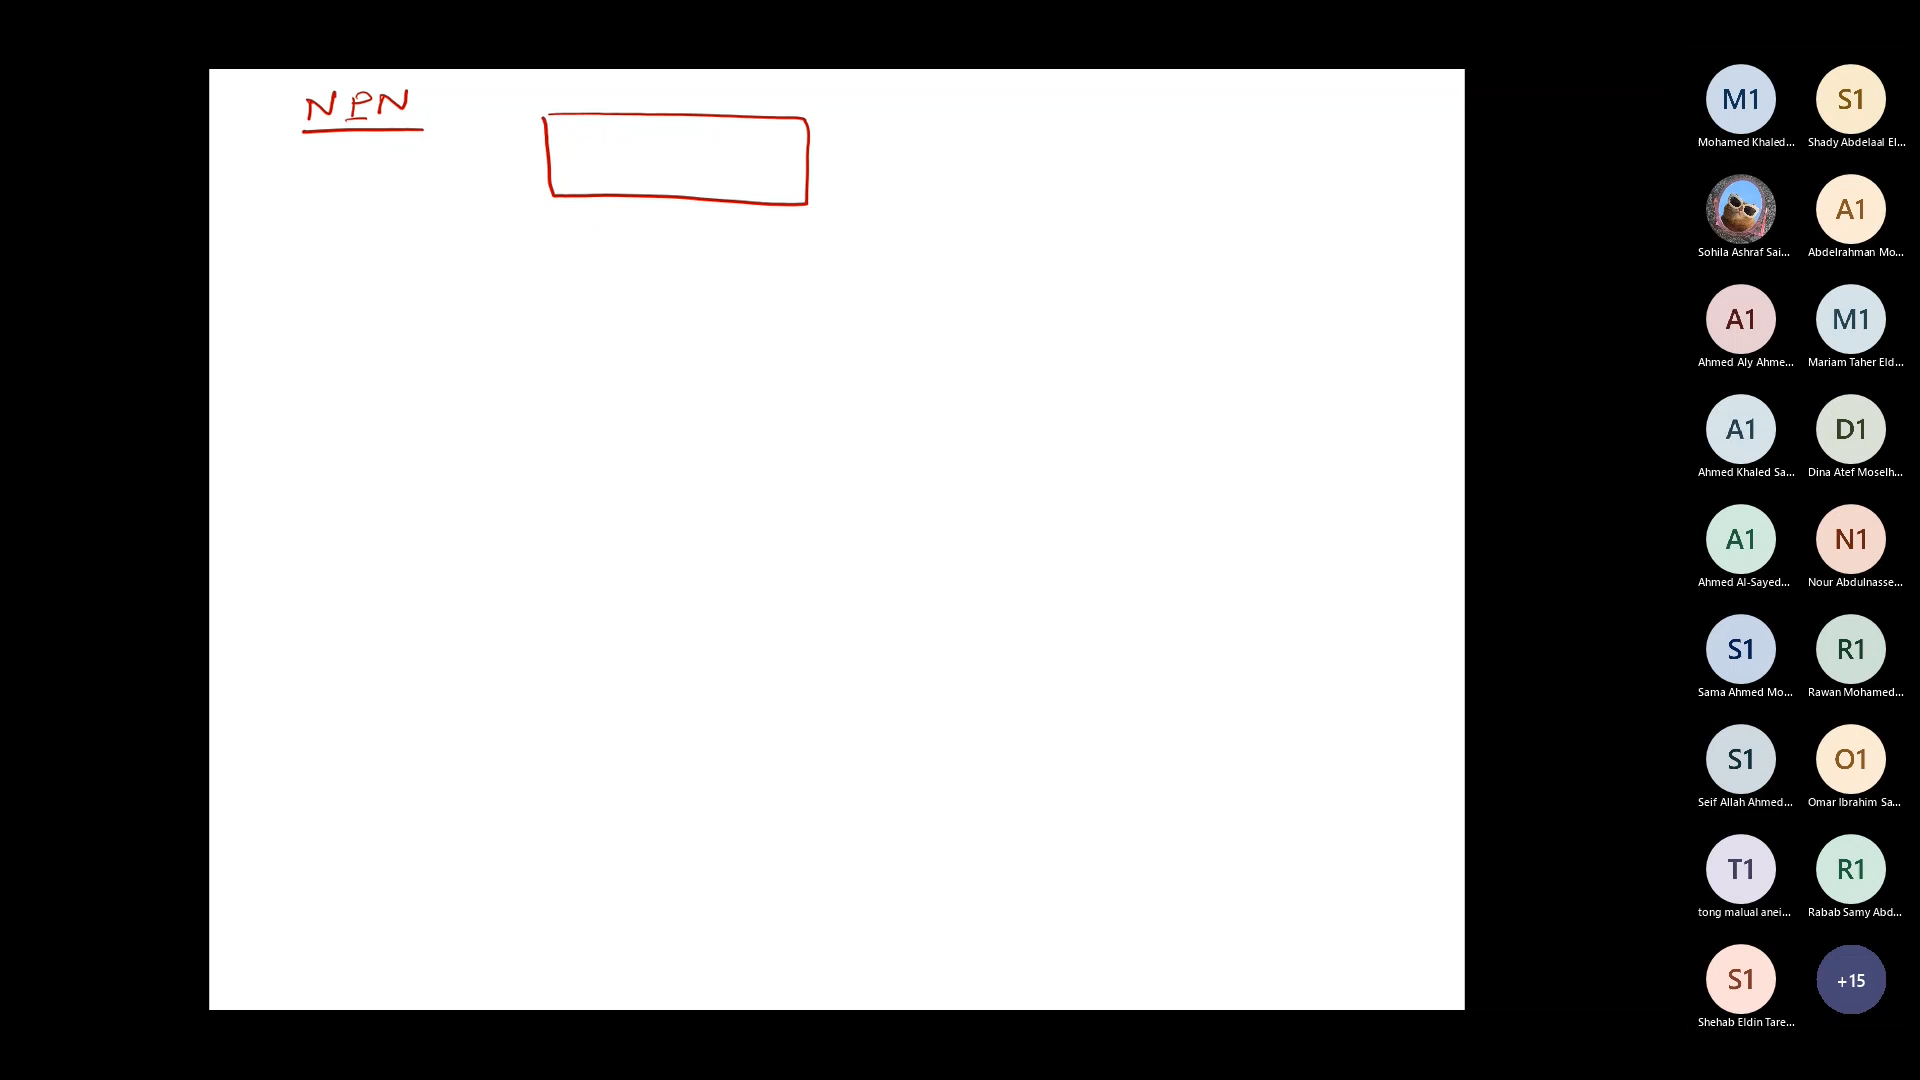 NPN
M1
S1
Mohamed Khaled...
Shady Abdelaal El...
A1
Sohila Ashraf Sai...
Abdelrahman Mo...
A1
M1
Ahmed Aly Ahme...
Mariam Taher Eld...
A1
D1
Ahmed Khaled Sa...
Dina Atef Moselh...
A1
N1
Ahmed Al-Sayed...
Nour Abdulnasse...
S1
R1
Sama Ahmed Mo...
Rawan Mohamed...
S1
O1
Seif Allah Ahmed...
Omar Ibrahim Sa...
T1
R1
tong malual anei...
Rabab Samy Abd...
S1
+15
Shehab Eldin Tare...